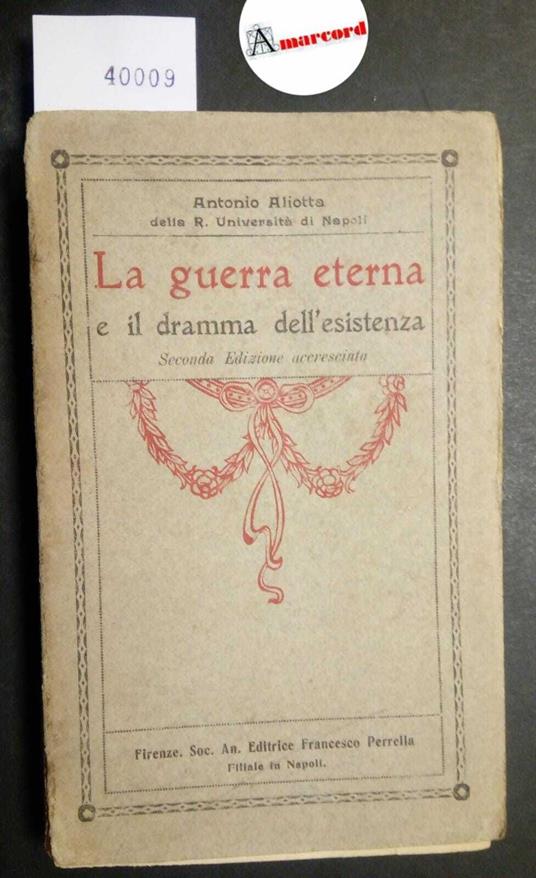 Amarcord
40009
Antonio Aliotta
della R. Università di Napoli
La guerra eterna
e il dramma dell'esistenza
Seconda Edizione accresciuta
Firenze. Soc. An. Editrice Francesco Perrella
Filiale in Napoli.